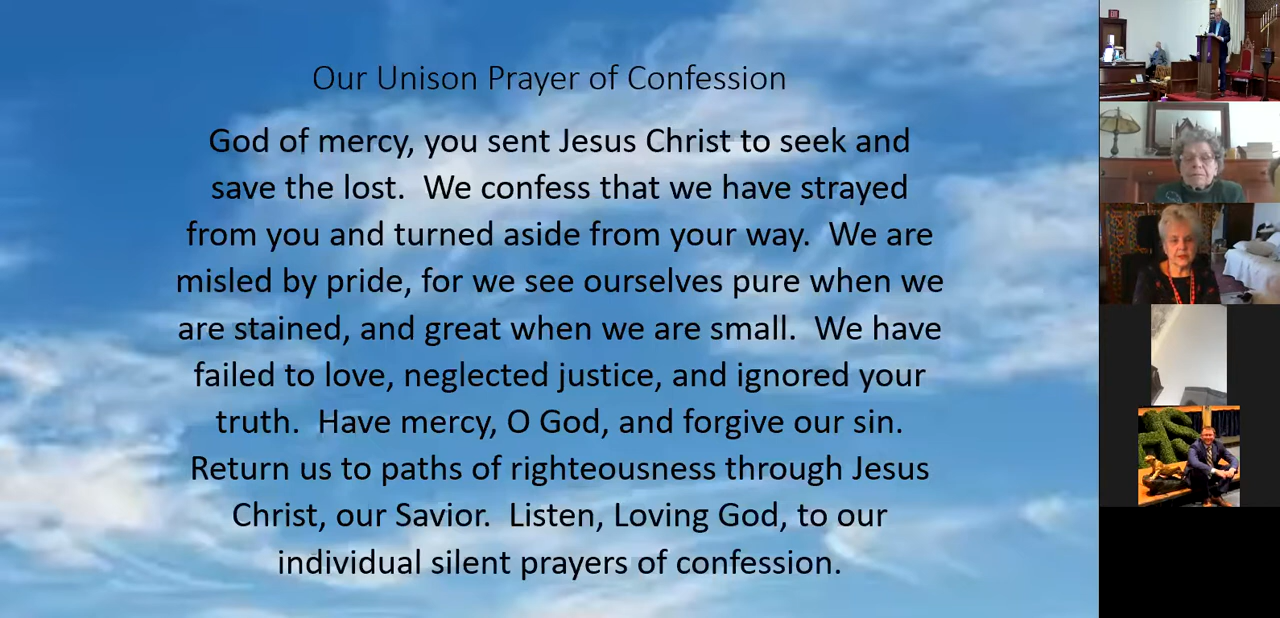 Our Unison Prayer of Confession
God of mercy, you sent Jesus Christ to seek and
save the lost.  We confess that we have strayed
from you and turned aside from your way.  We are
misled by pride, for we see ourselves pure when we
are stained, and great when we are small.  We have
failed to love, neglected justice, and ignored your
truth.  Have mercy, O God, and forgive our sin.
Return us to paths of righteousness through Jesus
Christ, our Savior.  Listen, Loving God, to our
individual silent prayers of confession.